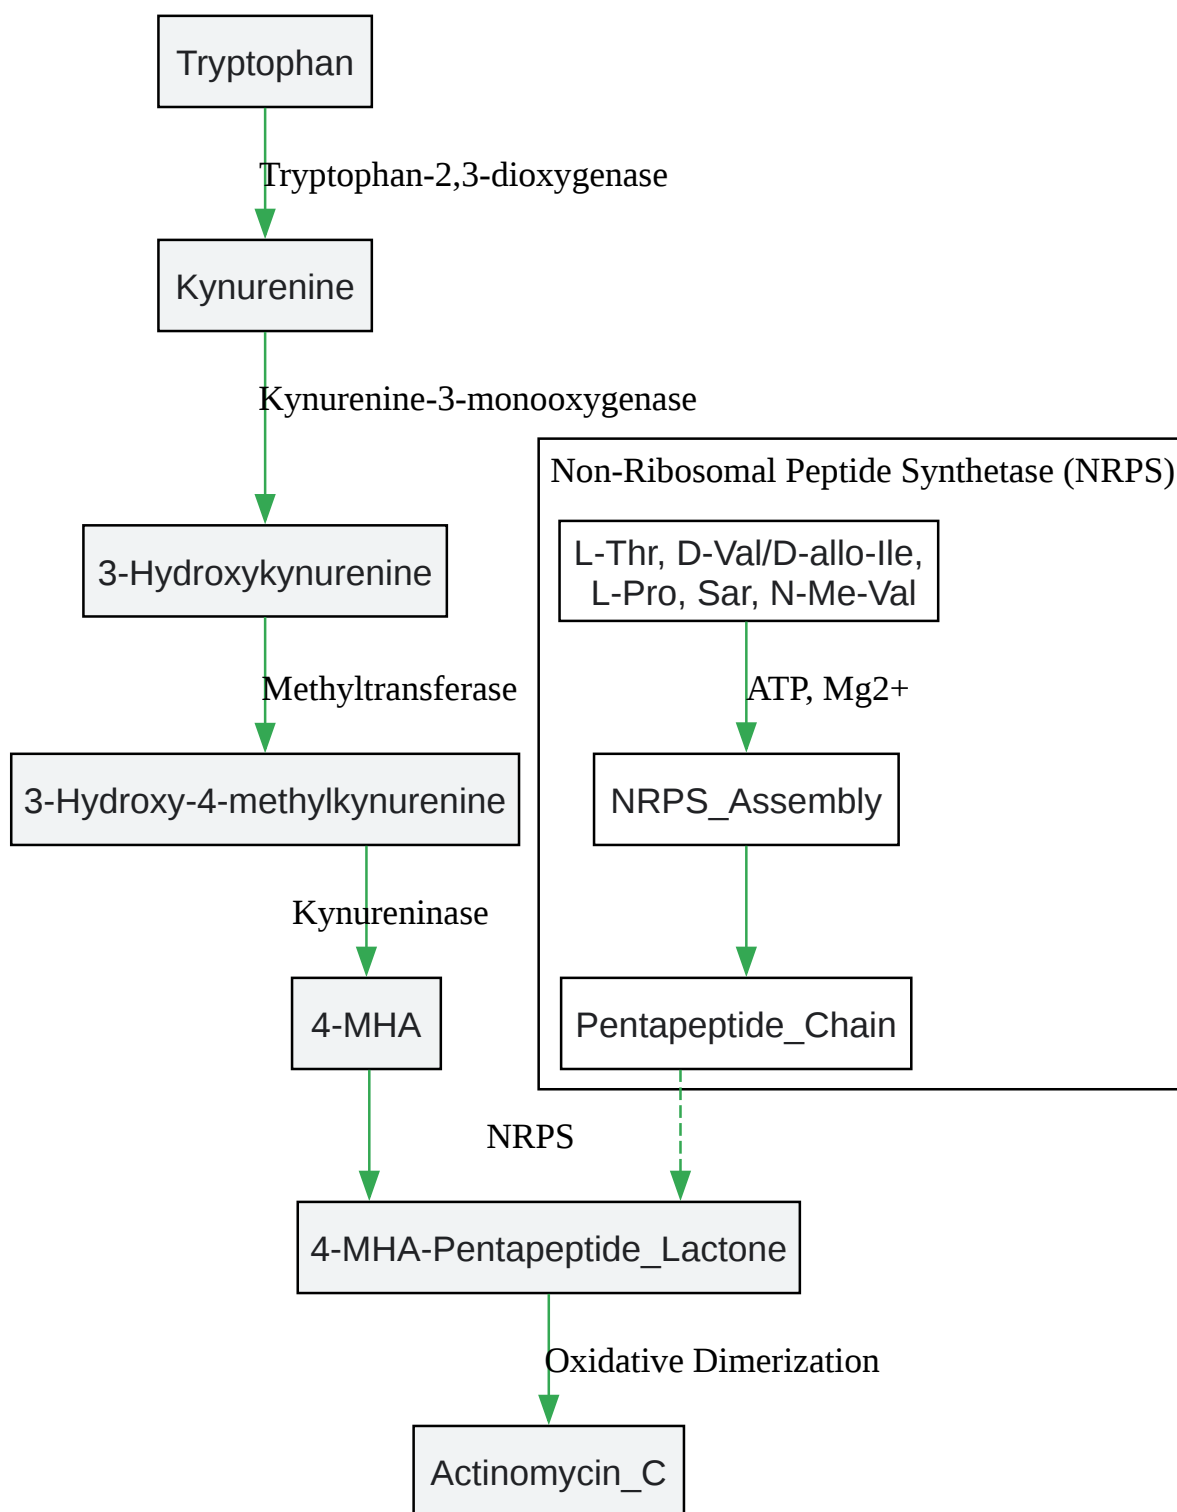 Tryptophan
Tryptophan-2,3-dioxygenase
Kynurenine
Kynurenine-3-monooxygenase
Non-Ribosomal Peptide Synthetase (NRPS)
L-Thr, D-Val/D-allo-Ile,
L-Pro, Sar, N-Me-Val
3-Hydroxykynurenine
Methyltransferase
ATP, Mg2+
3-Hydroxy-4-methylkynurenine
NRPS_Assembly
Kynureninase
4-MHA
Pentapeptide_Chain
NRPS
4-MHA-Pentapeptide_Lactone
Oxidative Dimerization
Actinomycin_C